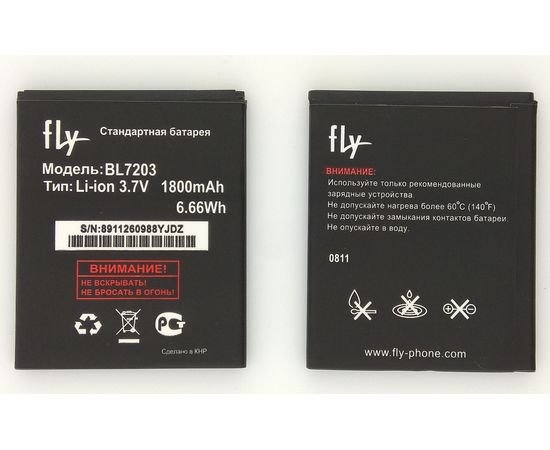 fly Стандартная батарея
Модель:BL7203
Тип: Li-ion 3.7V 1800mAh
6.66Wh
S/N:8911260988YJDZ
ВНИМАНИЕ!
НЕ ВСКРЫВАТЬ!
НЕ БРОСАТЬ В ОГОНЬ!
Сделано в КНР
fly
ВНИМАНИЕ:
Используйте только рекомендованные
зарядные устройства.
Не допускайте нагрева более 60°C (140°F)
Не допускайте замыкания контактов батареи.
Не опускайте в воду.
0811
www.fly-phone.com